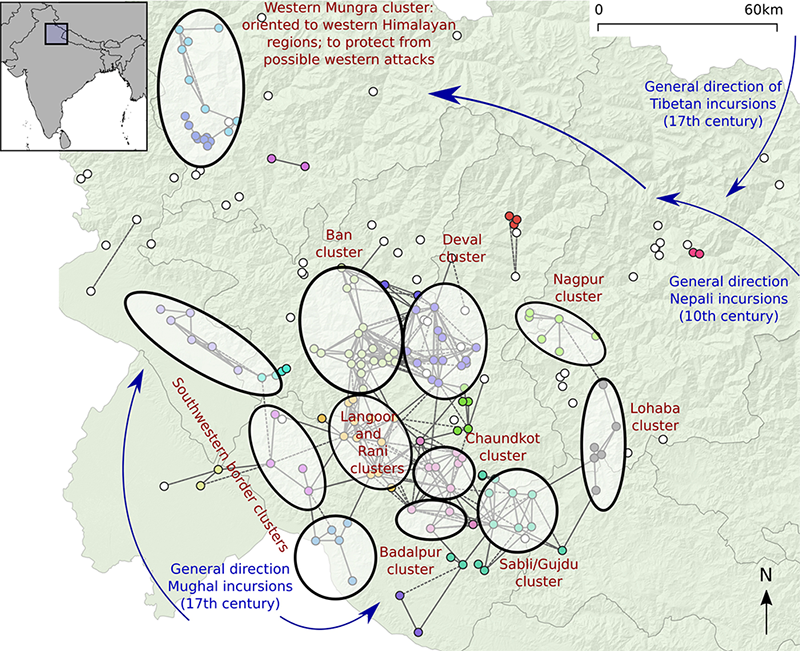 Western Mungra cluster:
oriented to western Himalayan
regions; to protect from
possible western attacks
0 60km
General direction of
Tibetan incursions
(17th century)
Ban
cluster
Deval
cluster
Nagpur
cluster
General direction
Nepali incursions
(10th century)
Southwestern border clusters
Langoor
and
Rani
clusters
Chaundkot
cluster
Lohaba
cluster
Badalpur
cluster
Sabli/Gujdu
cluster
General direction
Mughal incursions
(17th century)
N